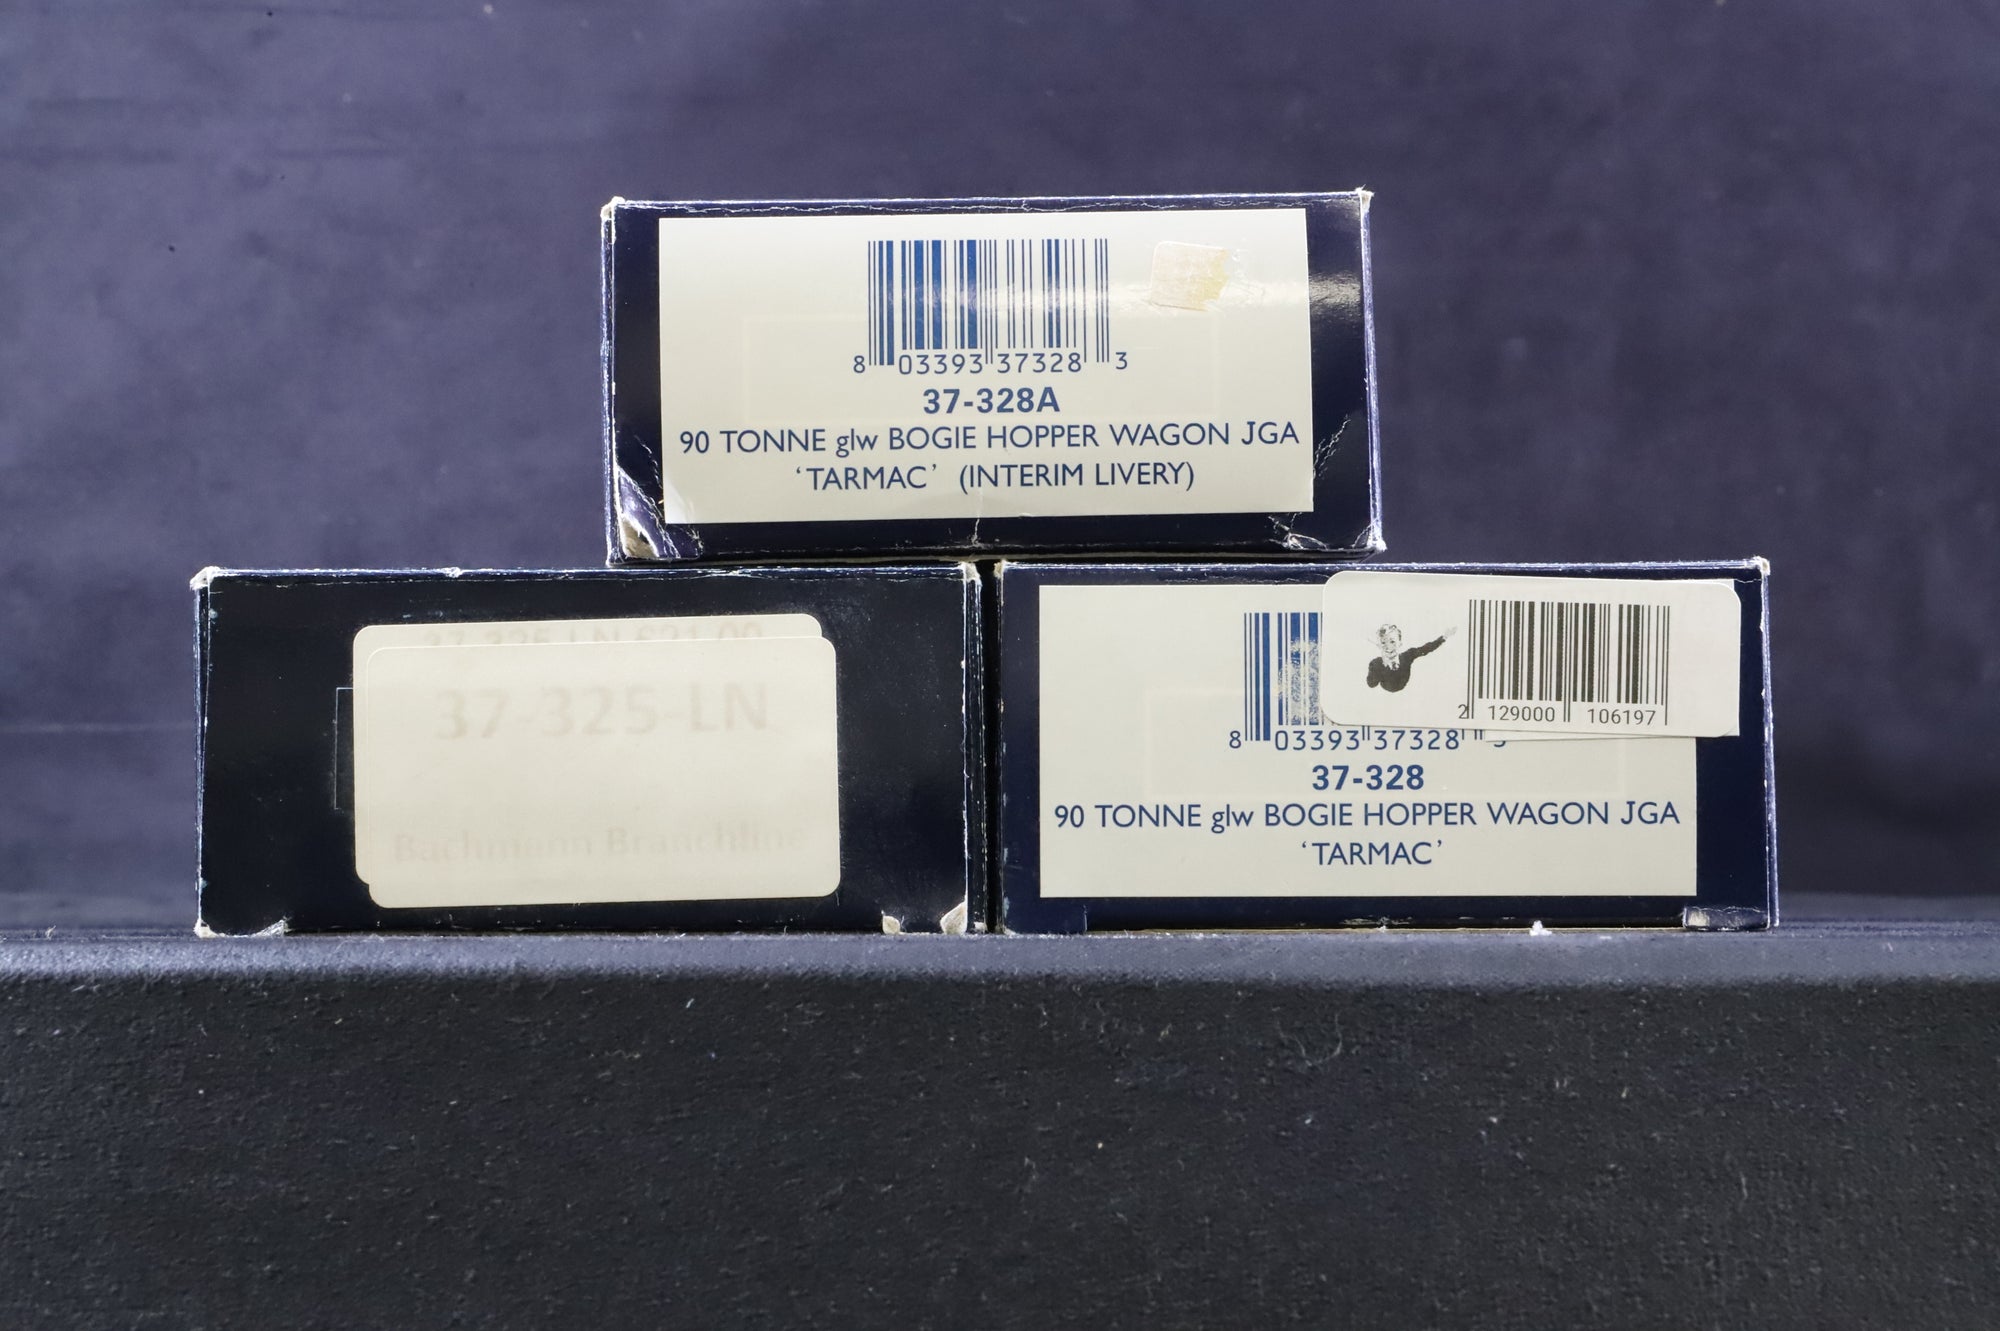 8 03393 37328 3
37-328A
90 TONNE glw BOGIE HOPPER WAGON JGA
‘TARMAC’ (INTERIM LIVERY)
37-325-LN
Bachmann Branchline
2 129000 106197
8 03393 37328
37-328
90 TONNE glw BOGIE HOPPER WAGON JGA
‘TARMAC’